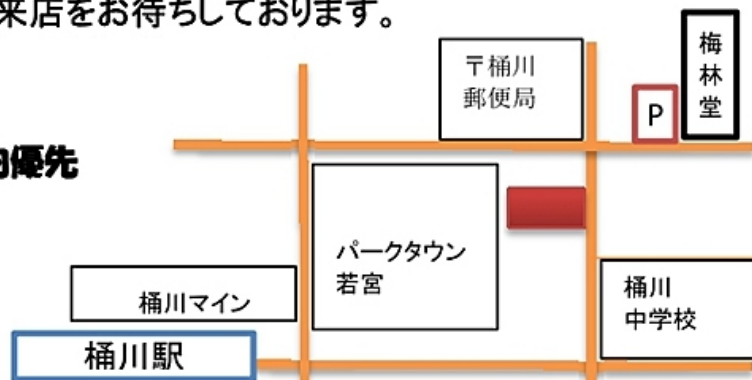 来店をお待ちしております。
〒桶川
郵便局
梅
林
堂
P
優先
パークタウン
若宮
桶川
中学校
桶川マイン
桶川駅